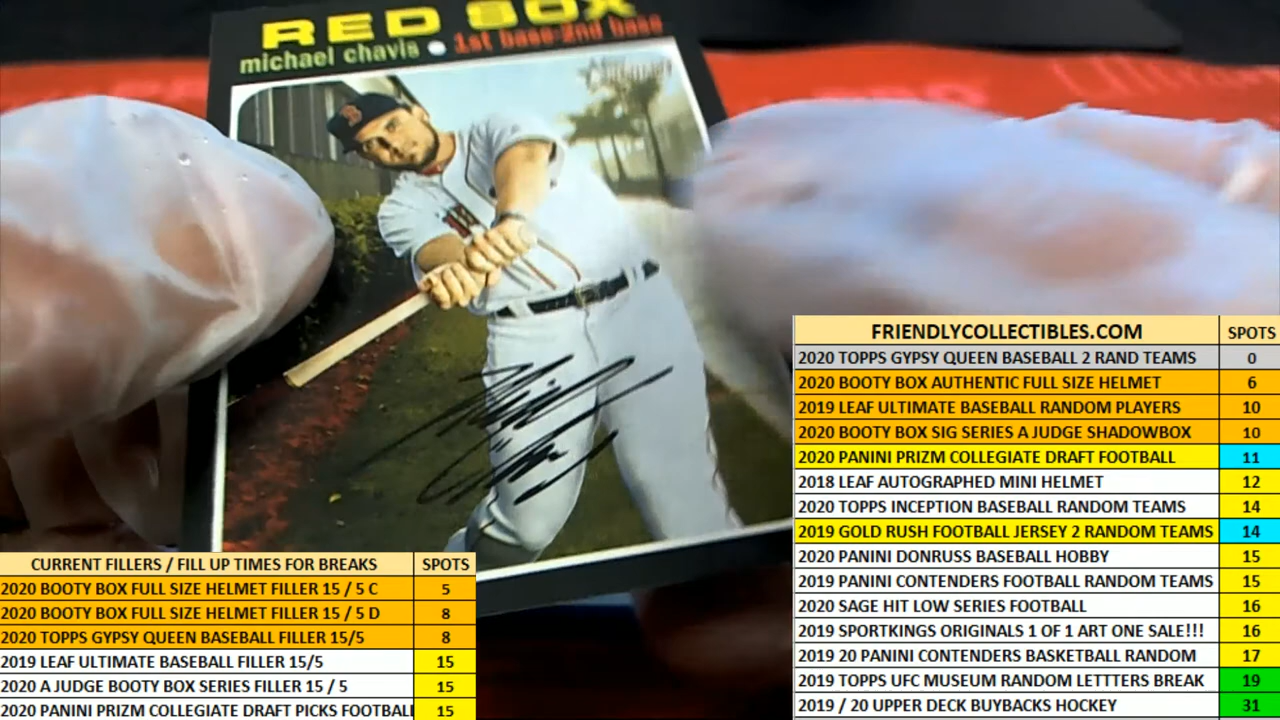 RED SOX
michael chavis • 1st base-2nd base
FRIENDLYCOLLECTIBLES.COM SPOTS
2020 TOPPS GYPSY QUEEN BASEBALL 2 RAND TEAMS 0
2020 BOOTY BOX AUTHENTIC FULL SIZE HELMET 6
2019 LEAF ULTIMATE BASEBALL RANDOM PLAYERS 10
2020 BOOTY BOX SIG SERIES A JUDGE SHADOWBOX 10
2020 PANINI PRIZM COLLEGIATE DRAFT FOOTBALL 11
2018 LEAF AUTOGRAPHED MINI HELMET 12
2020 TOPPS INCEPTION BASEBALL RANDOM TEAMS 14
2019 GOLD RUSH FOOTBALL JERSEY 2 RANDOM TEAMS 14
2020 PANINI DONRUSS BASEBALL HOBBY 15
2019 PANINI CONTENDERS FOOTBALL RANDOM TEAMS 15
2020 SAGE HIT LOW SERIES FOOTBALL 16
2019 SPORTKINGS ORIGINALS 1 OF 1 ART ONE SALE!!! 16
2019 20 PANINI CONTENDERS BASKETBALL RANDOM 17
2019 TOPPS UFC MUSEUM RANDOM LETTTERS BREAK 19
2019 / 20 UPPER DECK BUYBACKS HOCKEY 31
CURRENT FILLERS / FILL UP TIMES FOR BREAKS SPOTS
2020 BOOTY BOX FULL SIZE HELMET FILLER 15 / 5 C 5
2020 BOOTY BOX FULL SIZE HELMET FILLER 15 / 5 D 8
2020 TOPPS GYPSY QUEEN BASEBALL FILLER 15/5 8
2019 LEAF ULTIMATE BASEBALL FILLER 15/5 15
2020 A JUDGE BOOTY BOX SERIES FILLER 15 / 5 15
2020 PANINI PRIZM COLLEGIATE DRAFT PICKS FOOTBALL 15